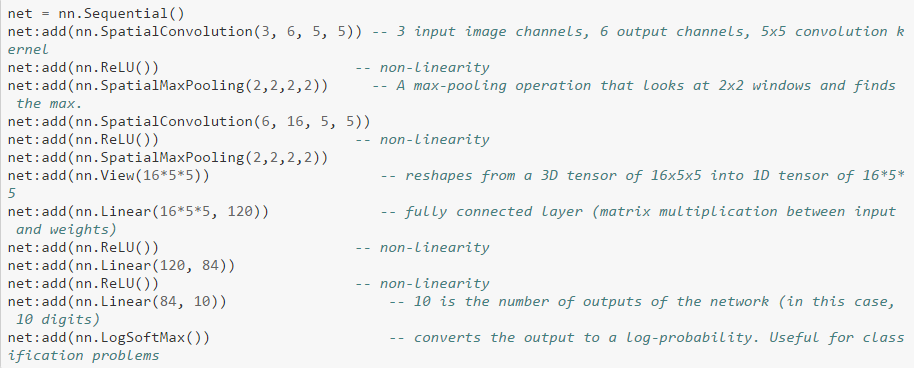 net = nn.Sequential()
net:add(nn.SpatialConvolution(3, 6, 5, 5)) -- 3 input image channels, 6 output channels, 5x5 convolution k
ernel
net:add(nn.ReLU()) -- non-linearity
net:add(nn.SpatialMaxPooling(2,2,2,2)) -- A max-pooling operation that looks at 2x2 windows and finds
the max.
net:add(nn.SpatialConvolution(6, 16, 5, 5))
net:add(nn.ReLU()) -- non-linearity
net:add(nn.SpatialMaxPooling(2,2,2,2))
net:add(nn.View(16*5*5)) -- reshapes from a 3D tensor of 16x5x5 into 1D tensor of 16*5*
5
net:add(nn.Linear(16*5*5, 120)) -- fully connected layer (matrix multiplication between input
and weights)
net:add(nn.ReLU()) -- non-linearity
net:add(nn.Linear(120, 84))
net:add(nn.ReLU()) -- non-linearity
net:add(nn.Linear(84, 10)) -- 10 is the number of outputs of the network (in this case,
10 digits)
net:add(nn.LogSoftMax()) -- converts the output to a log-probability. Useful for class
ification problems